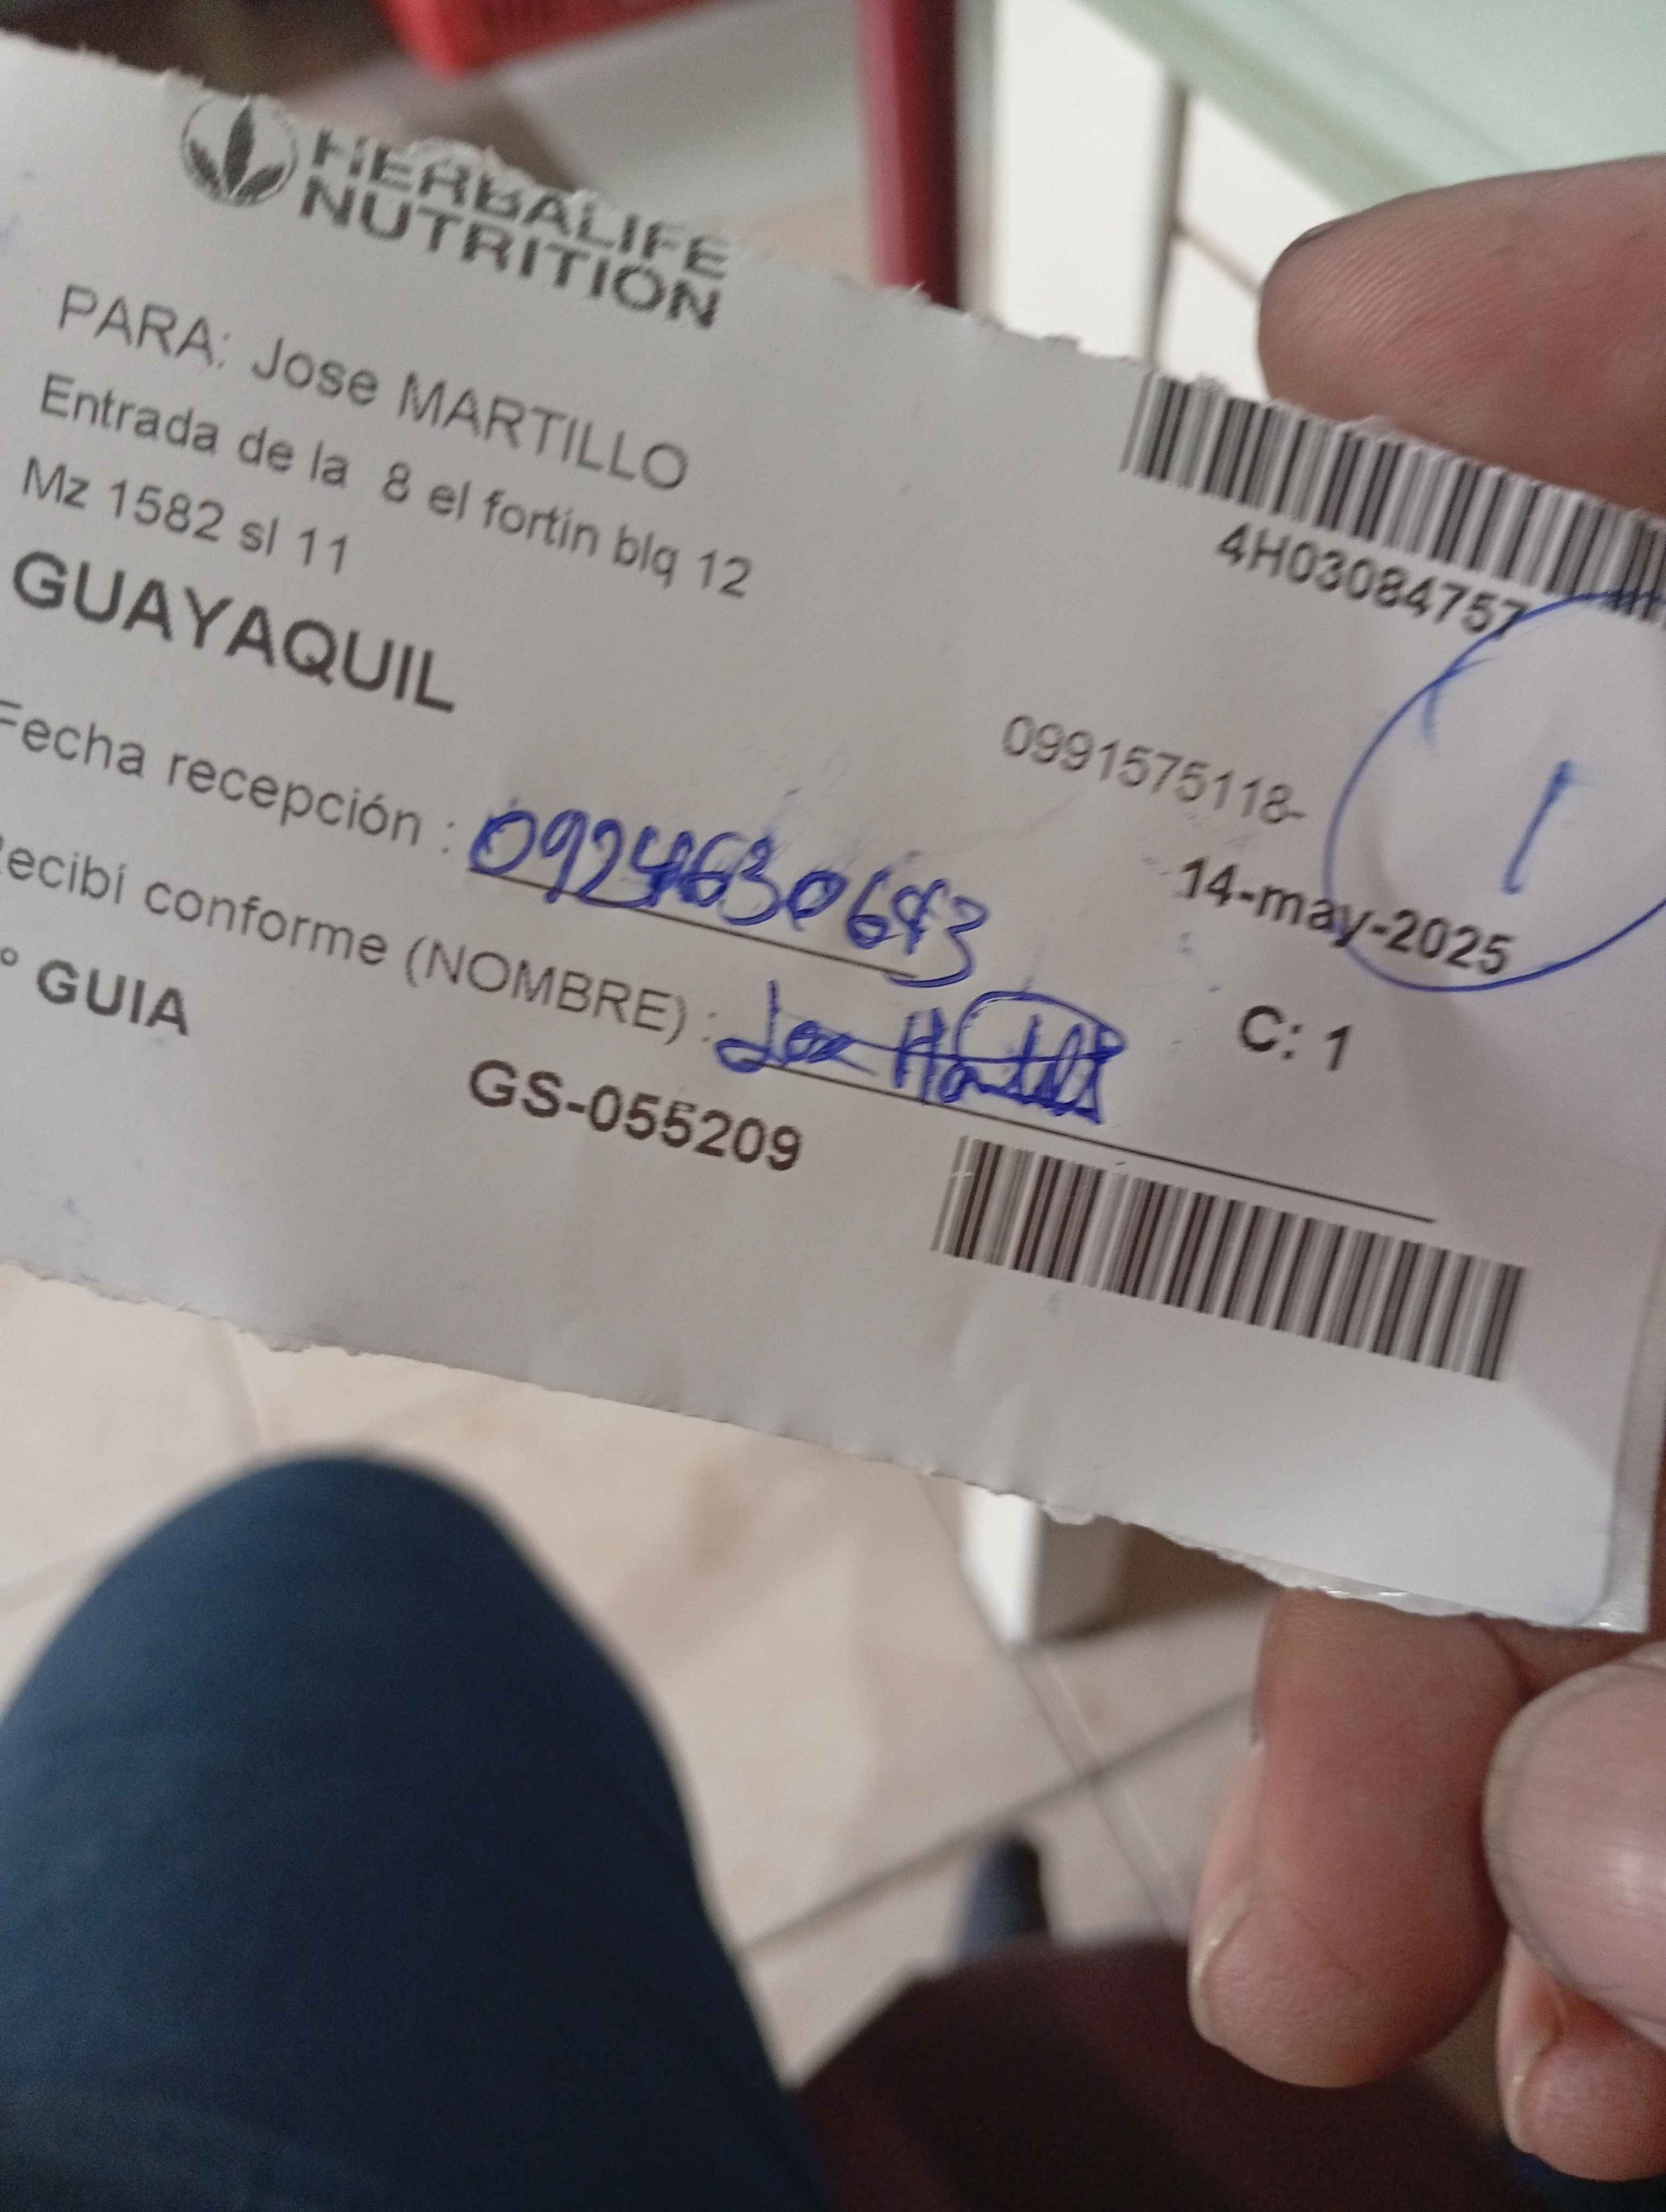 HERBALIFE
NUTRITION
PARA: Jose MARTILLO
Entrada de la 8 el fortin blq 12
Mz 1582 sl 11
GUAYAQUIL
4H03084757
0991575118-
1
14-may-2025
C: 1
Fecha recepción :
Recibí conforme (NOMBRE) :
° GUIA
GS-055209